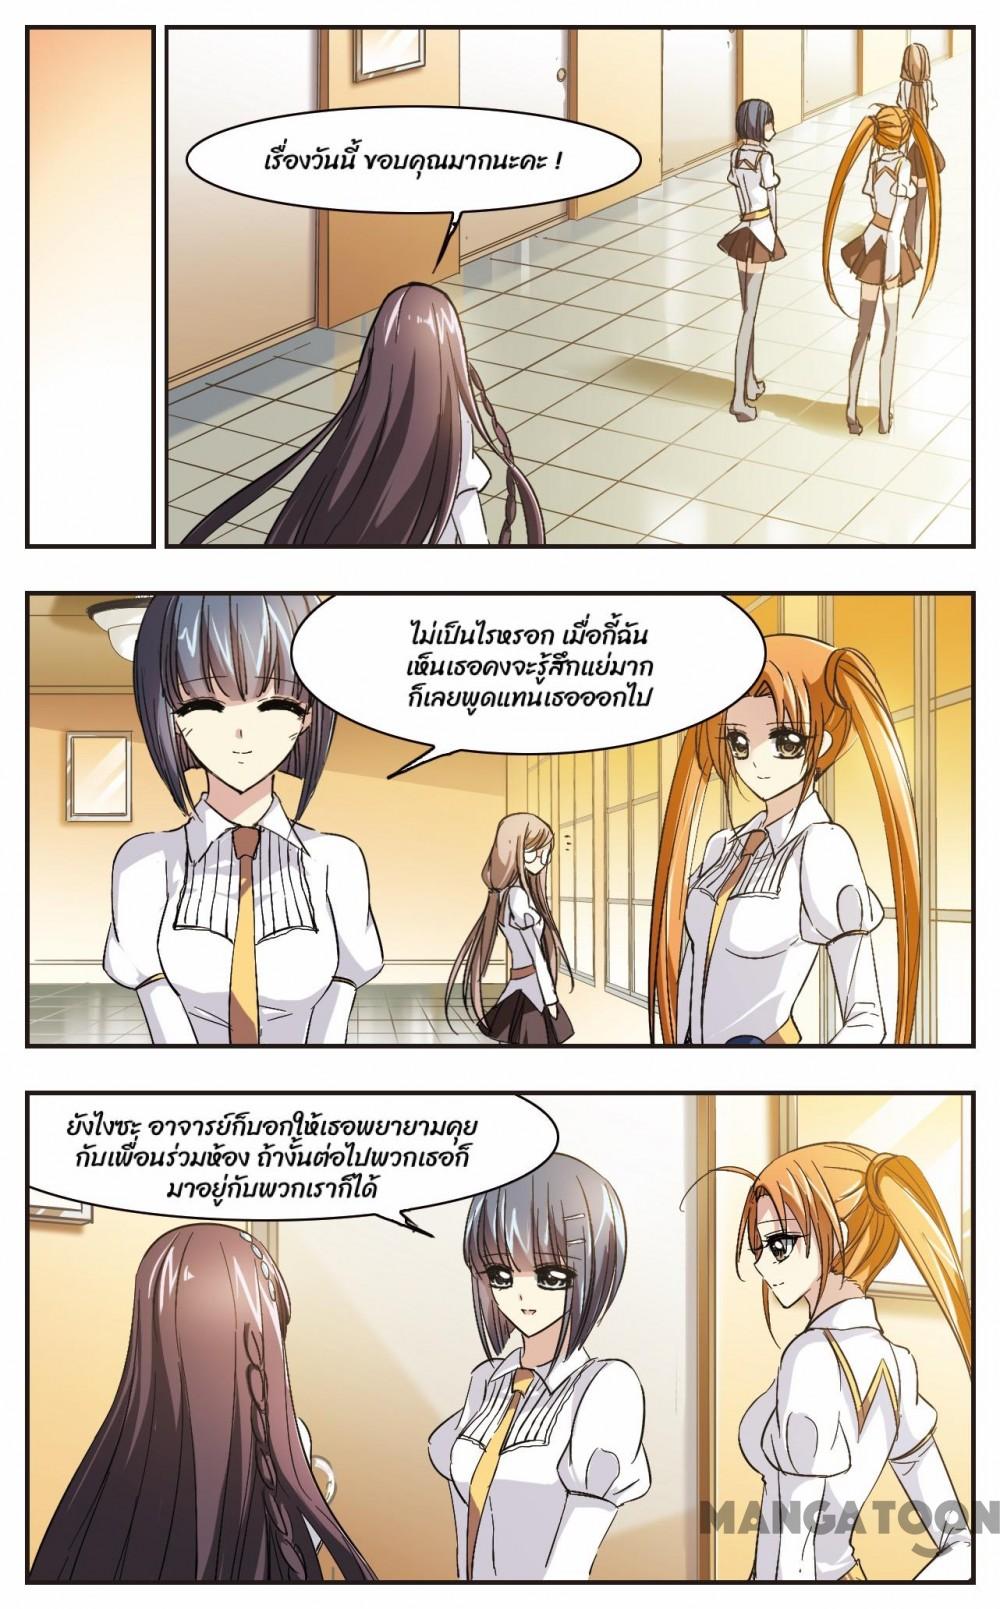 เรื่องวันนี้ ขอบคุณมากนะคะ !
ไม่เป็นไรหรอก เมื่อกี้ฉัน
เห็นเธอคงจะรู้สึกแย่มาก
ก็เลยพูดแทนเธอออกไป
ยังไงซะ อาจารย์ก็บอกให้เธอพยายามคุย
กับเพื่อนร่วมห้อง ถ้างั้นต่อไปพวกเธอก็
มาอยู่กับพวกเราก็ได้
MANGATOON